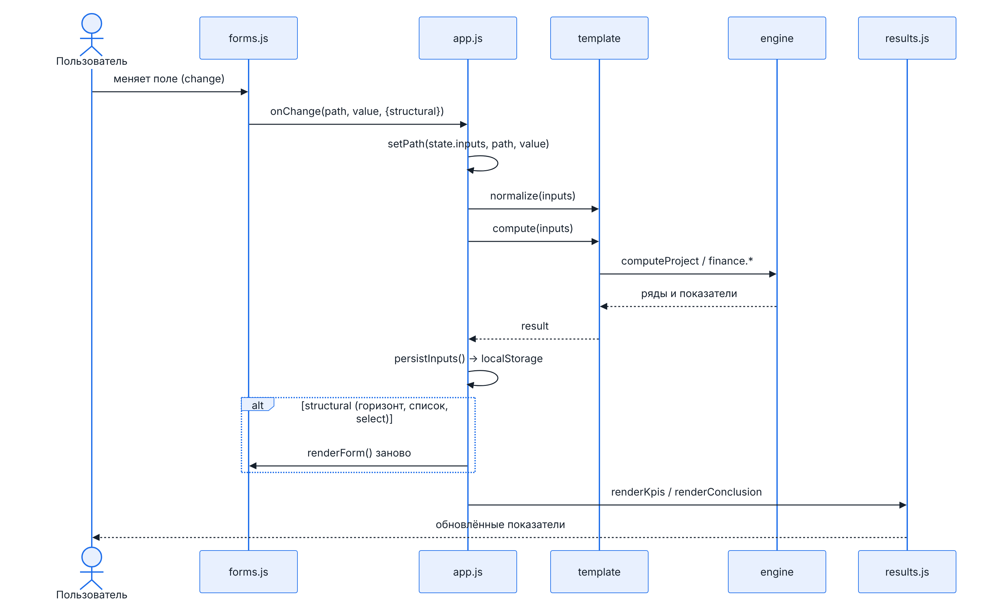 forms.js
app.js
template
engine
results.js
Пользователь
меняет поле (change)
onChange(path, value, {structural})
setPath(state.inputs, path, value)
normalize(inputs)
compute(inputs)
computeProject / finance.*
ряды и показатели
result
persistInputs() → localStorage
alt
[structural (горизонт, список,
select)]
renderForm() заново
renderKpis / renderConclusion
обновлённые показатели
forms.js
app.js
template
engine
results.js
Пользователь